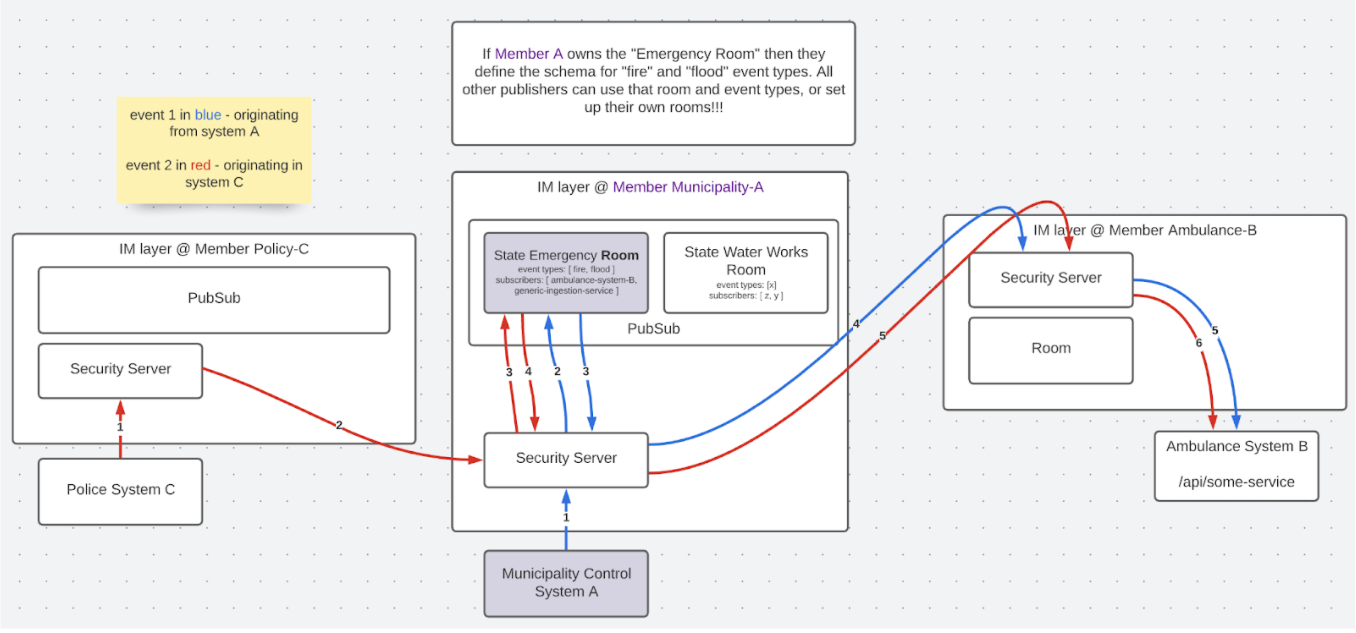 If Member A owns the "Emergency Room" then they
define the schema for "fire" and "flood" event types. All
other publishers can use that room and event types, or set
up their own rooms!!!
event 1 in blue - originating
from system A
event 2 in red - originating in
system C
IM layer @ Member Policy-C
PubSub
Security Server
1
Police System C
2
IM layer @ Member Municipality-A
State Emergency Room
event types: [ fire, flood ]
subscribers: [ ambulance-system-B,
generic-ingestion-service ]
State Water Works
Room
event types: [x]
subscribers: [ z, y ]
PubSub
3
4
2
3
Security Server
1
Municipality Control
System A
4
5
IM layer @ Member Ambulance-B
Security Server
Room
5
6
Ambulance System B
/api/some-service